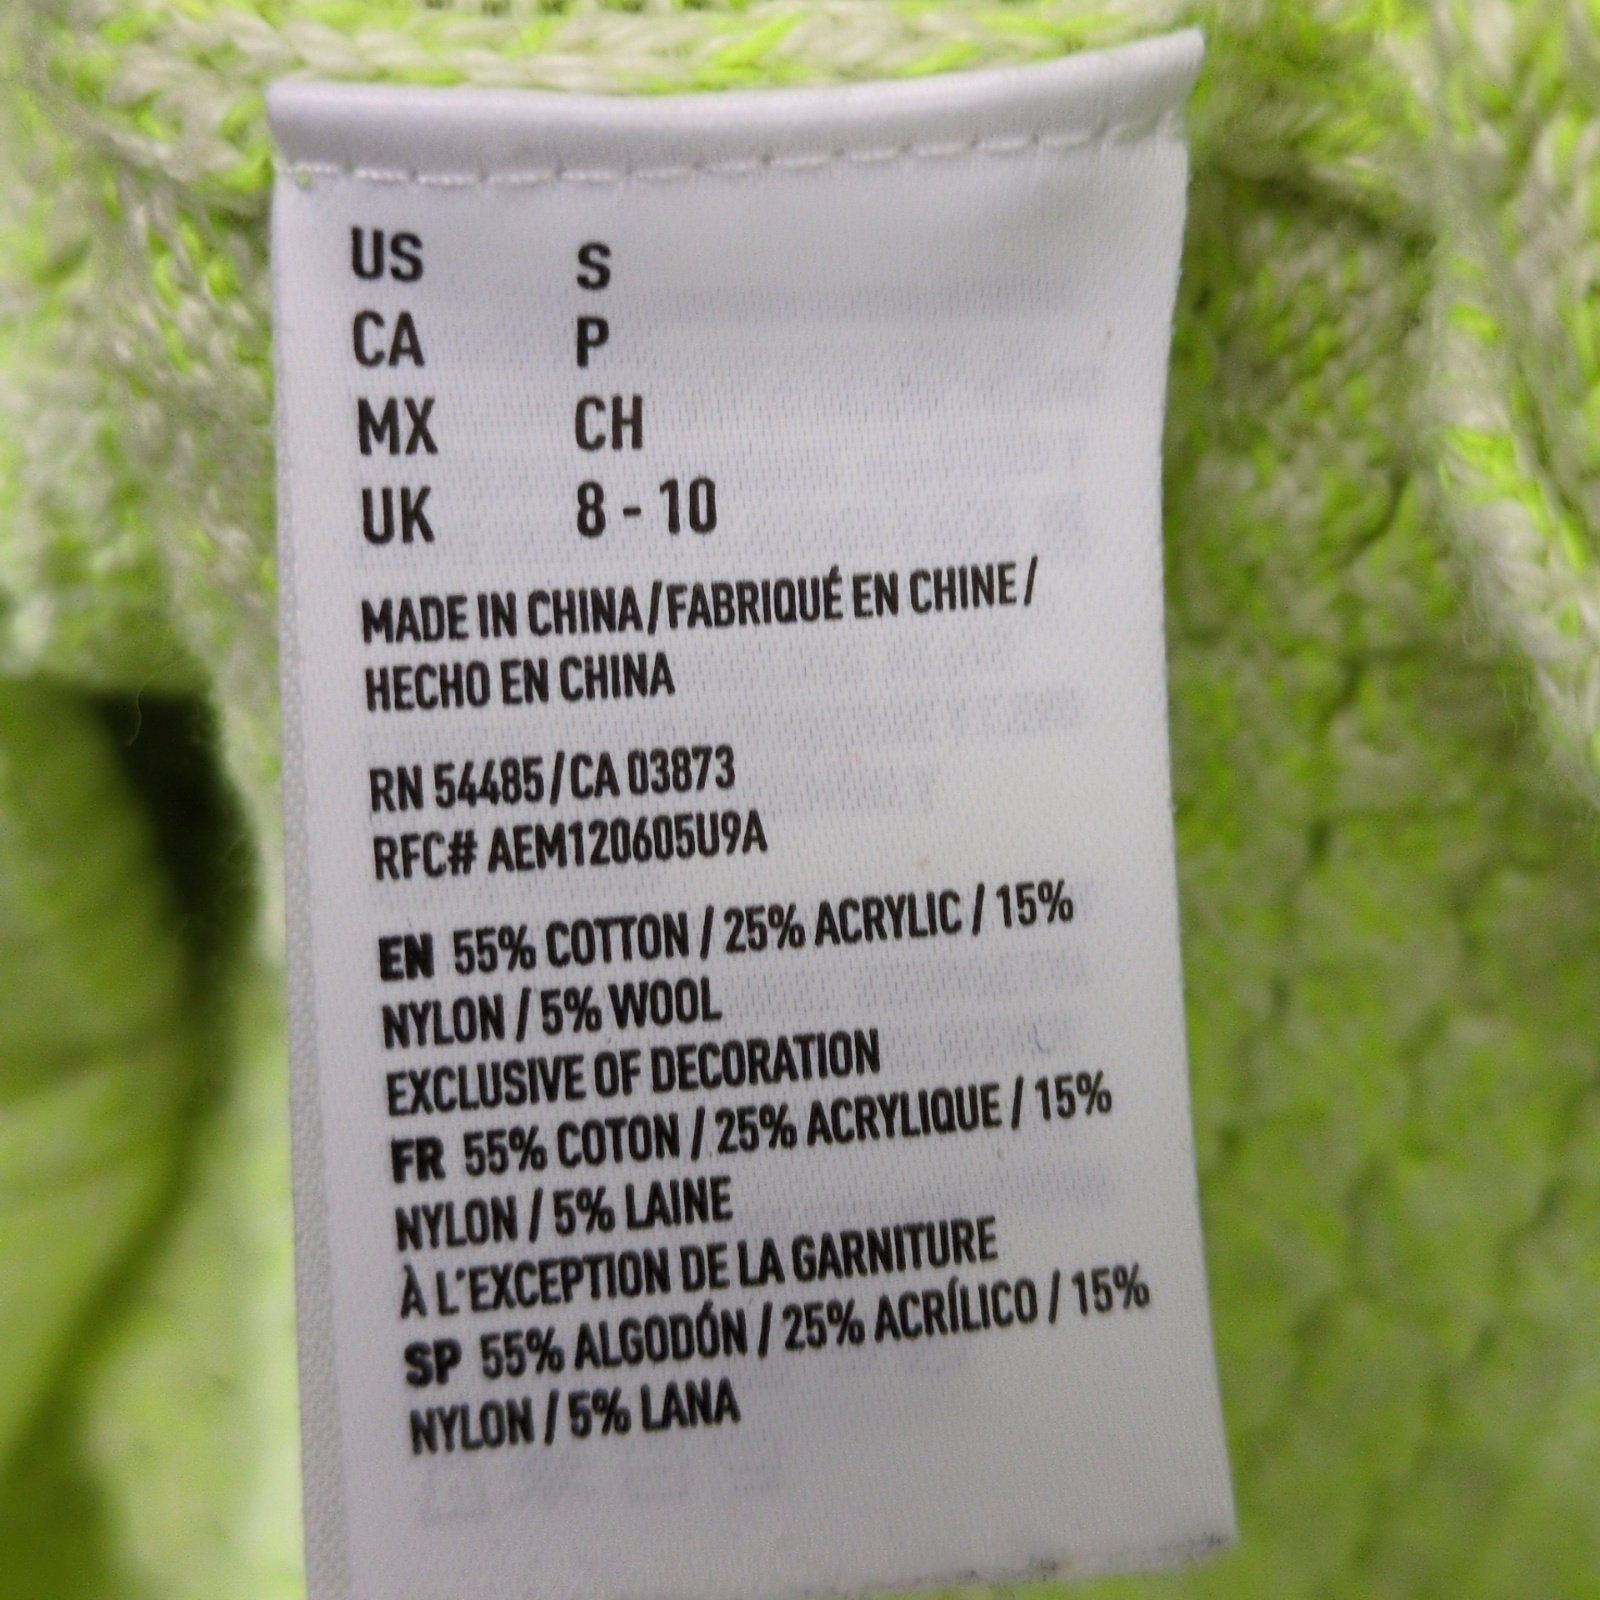 US S
CA P
MX CH
UK 8 - 10
MADE IN CHINA/FABRIQUÉ EN CHINE/
HECHO EN CHINA
RN 54485/CA 03873
RFC# AEM120605U9A
EN 55% COTTON / 25% ACRYLIC / 15%
NYLON / 5% WOOL
EXCLUSIVE OF DECORATION
FR 55% COTON / 25% ACRYLIQUE / 15%
NYLON / 5% LAINE
À L'EXCEPTION DE LA GARNITURE
SP 55% ALGODÓN / 25% ACRÍLICO / 15%
NYLON / 5% LANA